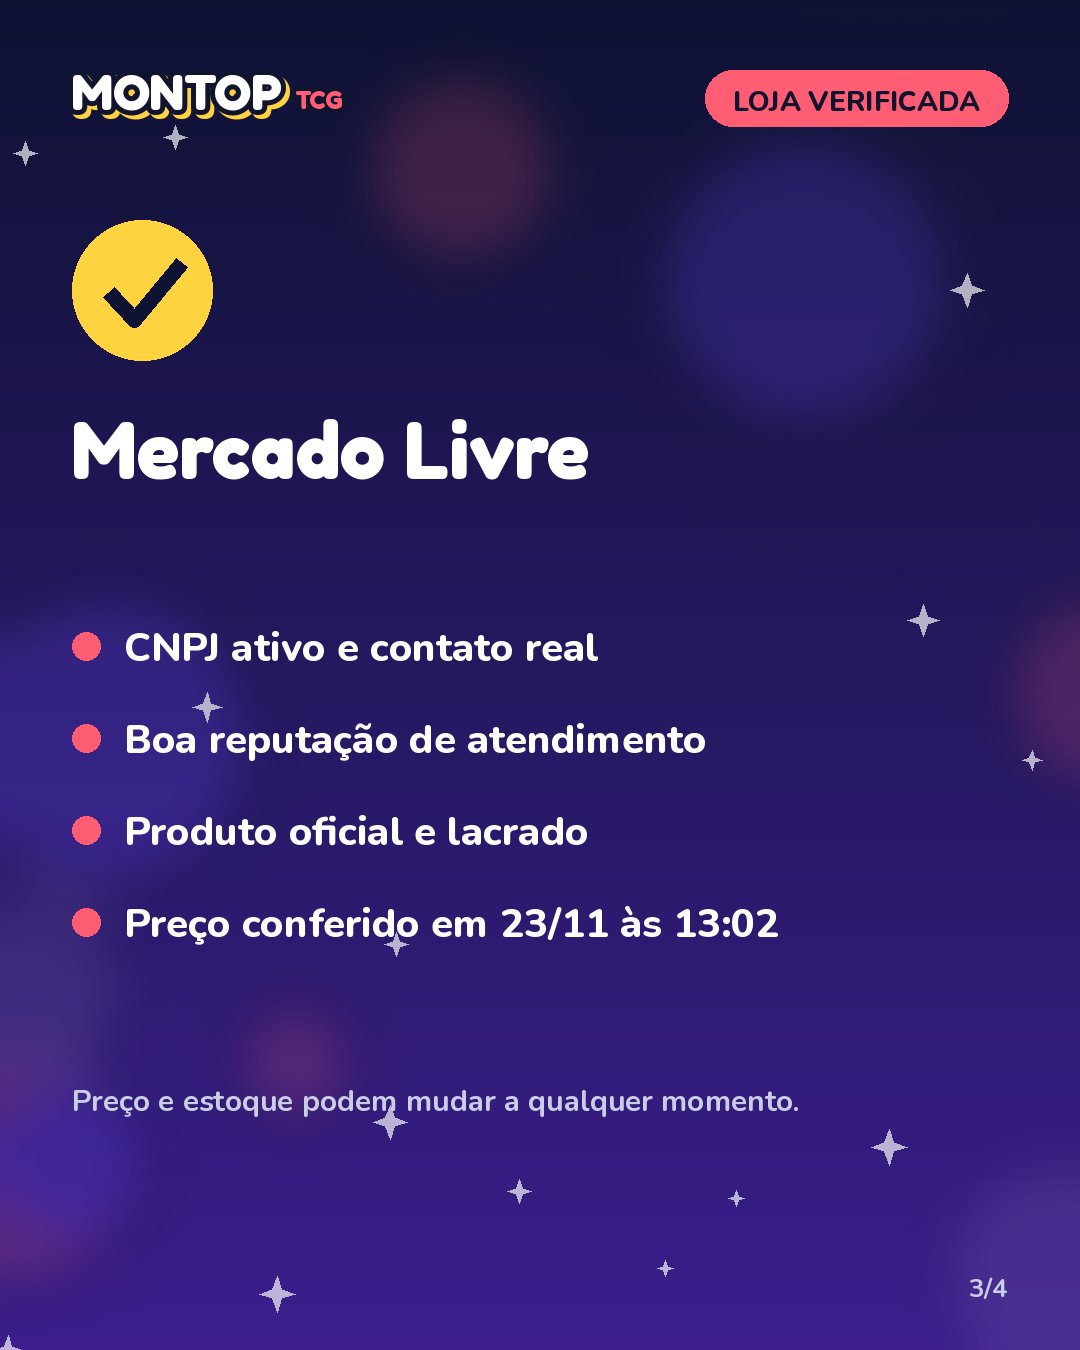 MONTOP TCG
LOJA VERIFICADA
Mercado Livre
CNPJ ativo e contato real
Boa reputação de atendimento
Produto oficial e lacrado
Preço conferido em 23/11 às 13:02
Preço e estoque podem mudar a qualquer momento.
3/4